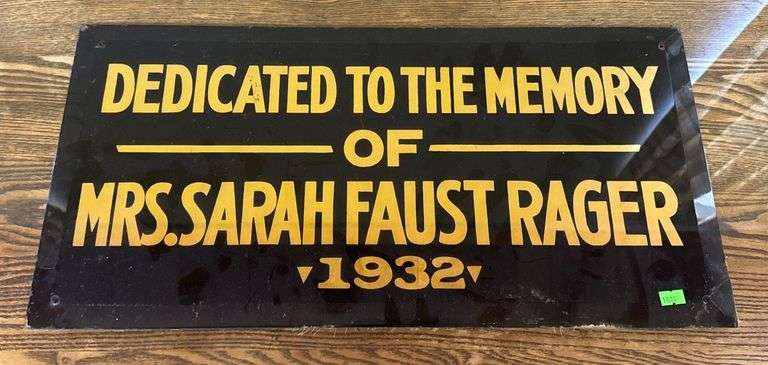 DEDICATED TO THE MEMORY
OF
MRS. SARAH FAUST RAGER
1932